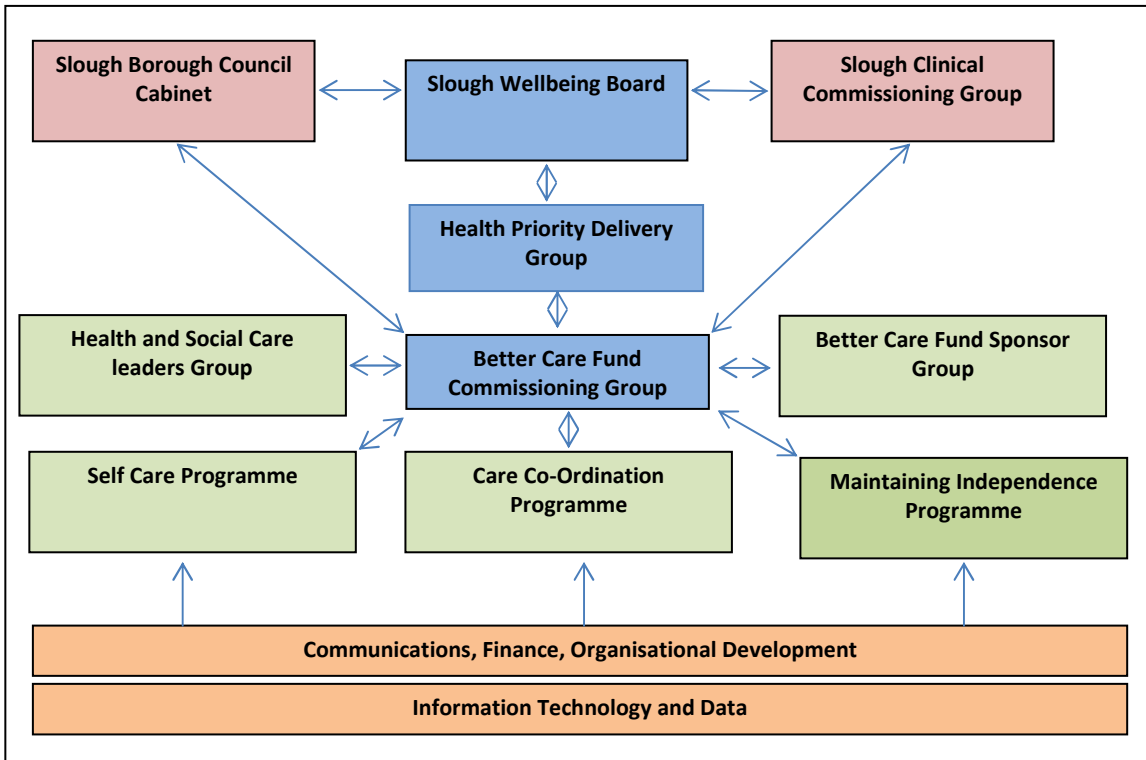 Slough Borough Council
Cabinet
Slough Wellbeing Board
Slough Clinical
Commissioning Group
Health Priority Delivery
Group
Health and Social Care
leaders Group
Better Care Fund
Commissioning Group
Better Care Fund Sponsor
Group
Self Care Programme
Care Co-Ordination
Programme
Maintaining Independence
Programme
Communications, Finance, Organisational Development
Information Technology and Data